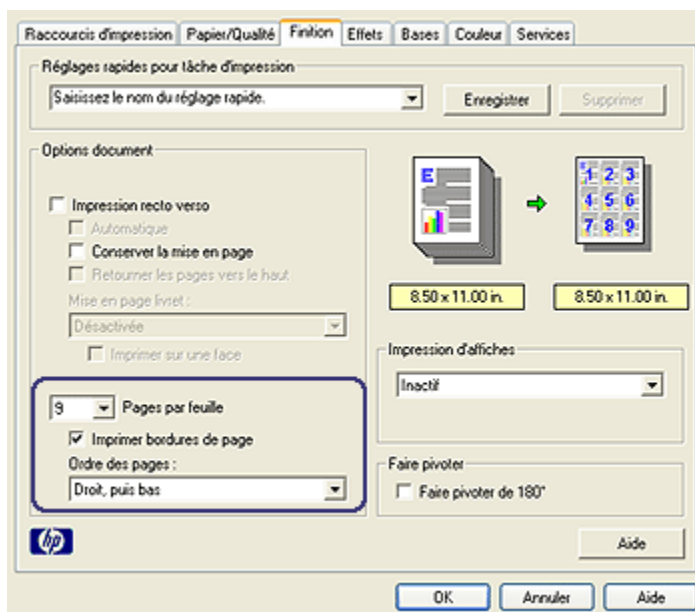 Raccourcis d'impression Papier/Qualité Finition Effets Bases Couleur Services
Réglages rapides pour tâche d'impression
Saisissez le nom du réglage rapide. Enregistrer Supprimer
Options document
Impression recto verso
Automatique
Conserver la mise en page
Retourner les pages vers le haut
Mise en page livret :
Désactivée
Imprimer sur une face
9 Pages par feuille
Imprimer bordures de page
Ordre des pages :
Droit, puis bas
E
1 2 3
4 5 6
7 8 9
8.50 x 11.00 in. 8.50 x 11.00 in.
Impression d'affiches
Inactif
Faire pivoter
Faire pivoter de 180°
hp
Aide
OK Annuler Aide